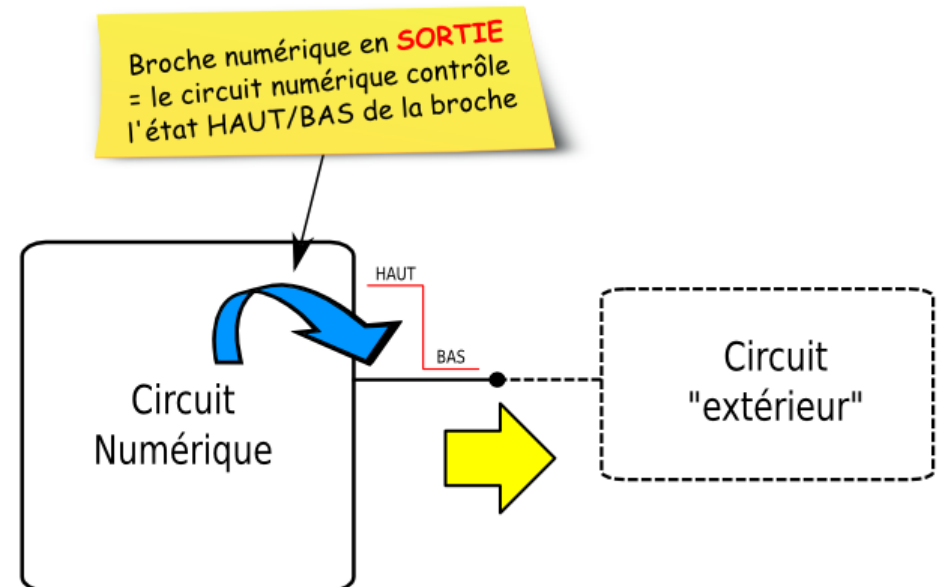 Broche numérique en SORTIE
= le circuit numérique contrôle
l'état HAUT/BAS de la broche
HAUT
BAS
Circuit
Numérique
Circuit
"extérieur"